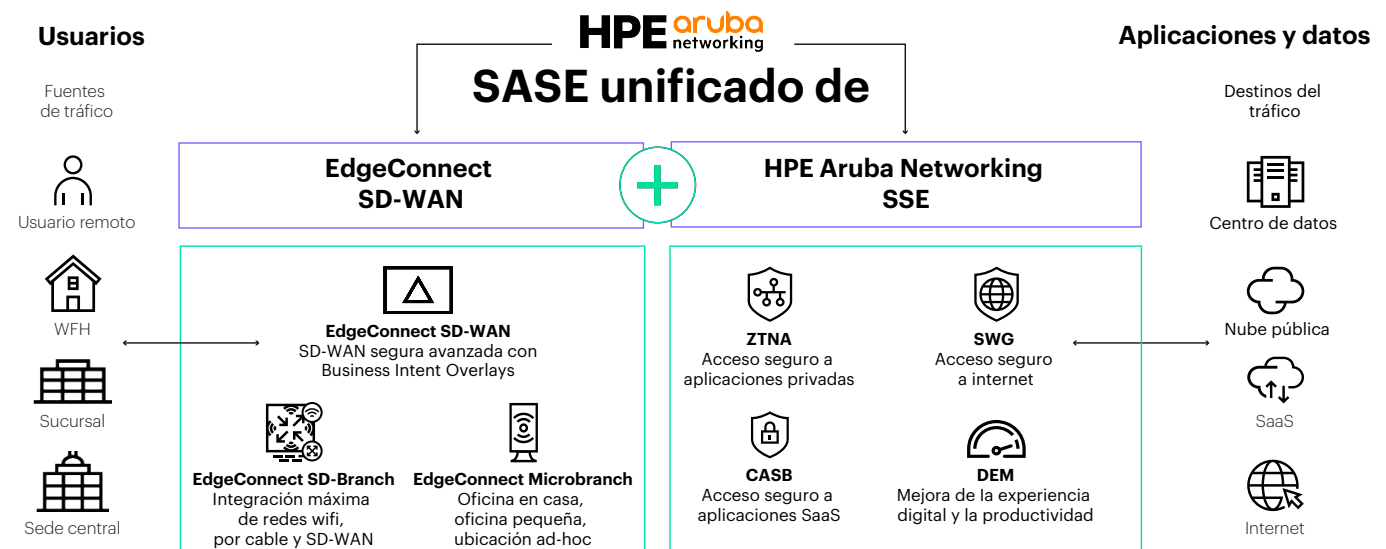 HPE aruba
networking
SASE unificado de
Usuarios
Fuentes
de tráfico
Usuario remoto
WFH
Sucursal
Sede central
EdgeConnect
SD-WAN
EdgeConnect SD-WAN
SD-WAN segura avanzada con
Business Intent Overlays
EdgeConnect SD-Branch
Integración máxima
de redes wifi,
por cable y SD-WAN
EdgeConnect Microbranch
Oficina en casa,
oficina pequeña,
ubicación ad-hoc
HPE Aruba Networking
SSE
ZTNA
Acceso seguro a
aplicaciones privadas
SWG
Acceso seguro
a internet
CASB
Acceso seguro a
aplicaciones SaaS
DEM
Mejora de la experiencia
digital y la productividad
Aplicaciones y datos
Destinos del
tráfico
Centro de datos
Nube pública
SaaS
Internet